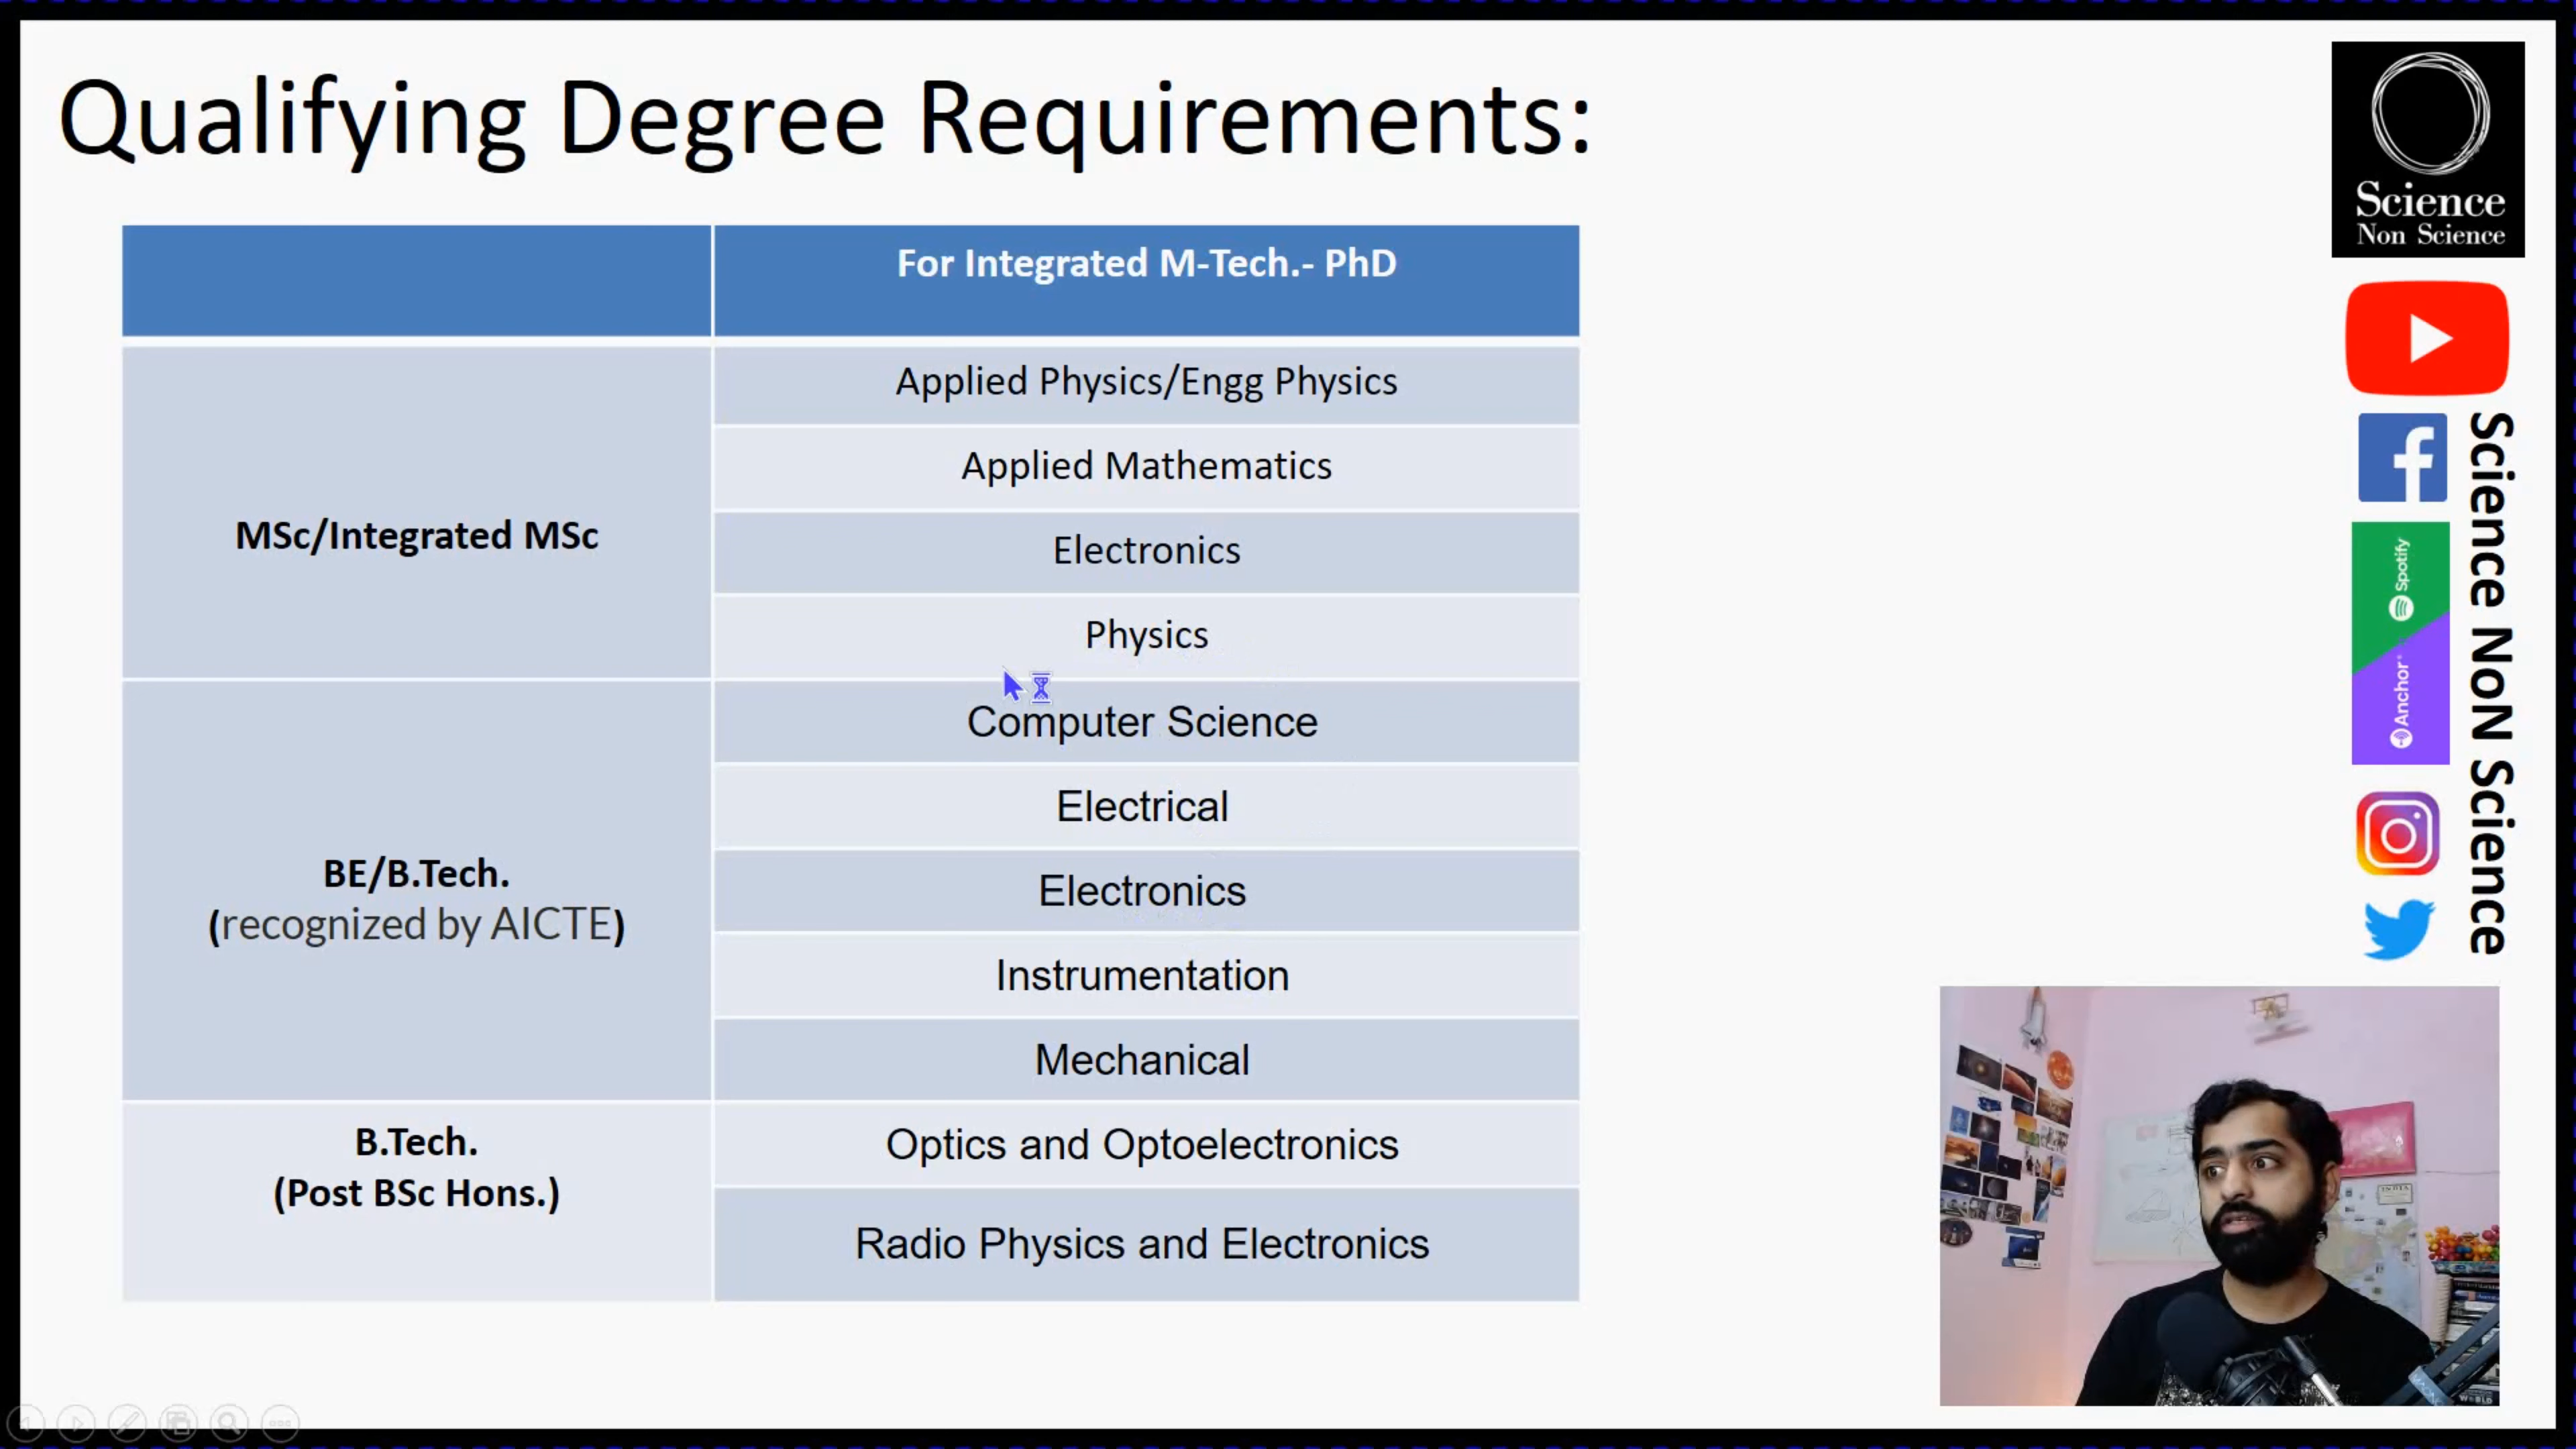 Qualifying Degree Requirements:
For Integrated M-Tech.- PhD
MSc/Integrated MSc
Applied Physics/Engg Physics
Applied Mathematics
Electronics
Physics
BE/B.Tech.
(recognized by AICTE)
Computer Science
Electrical
Electronics
Instrumentation
Mechanical
B.Tech.
(Post BSc Hons.)
Optics and Optoelectronics
Radio Physics and Electronics
Science
Non Science
Spotify
Anchor
Science NoN Science